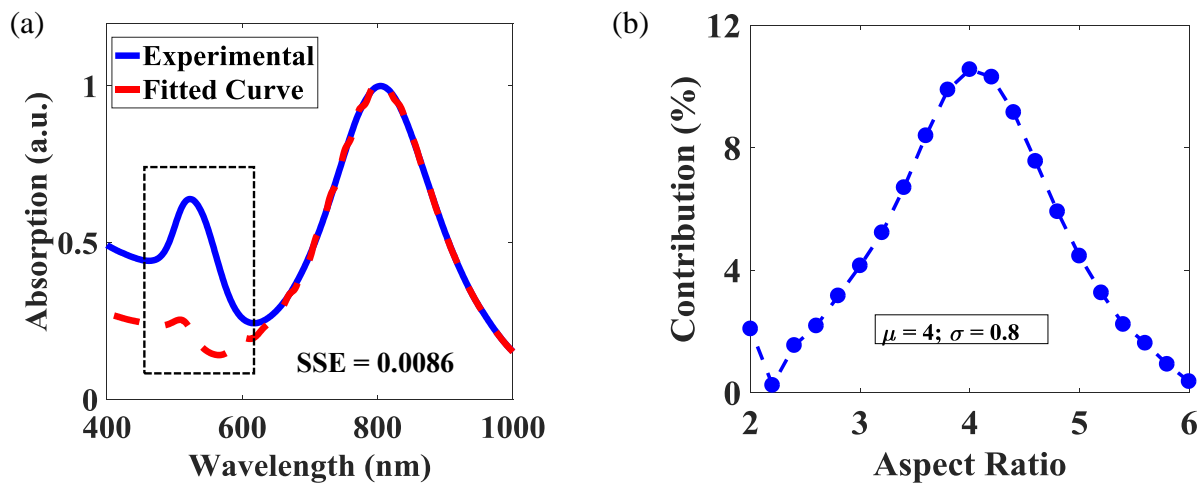 (a)
Experimental
Fitted Curve
1
0.5
0
400
600
800
1000
SSE = 0.0086
Absorption (a.u.)
Wavelength (nm)
(b)
12
8
4
0
2
3
4
5
6
μ = 4; σ = 0.8
Contribution (%)
Aspect Ratio